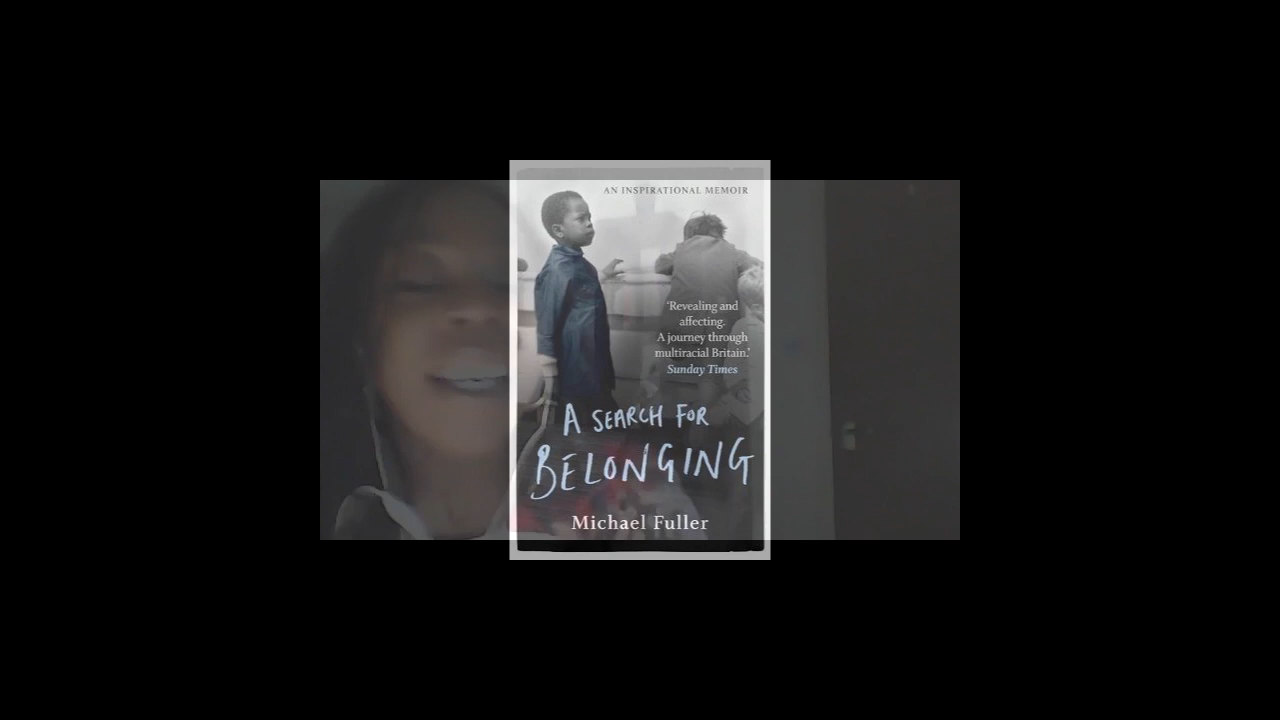 AN INSPIRATIONAL MEMOIR
‘Revealing and
affecting.
A journey through
multiracial Britain.’
Sunday Times
A SEARCH FOR
BELONGING
Michael Fuller